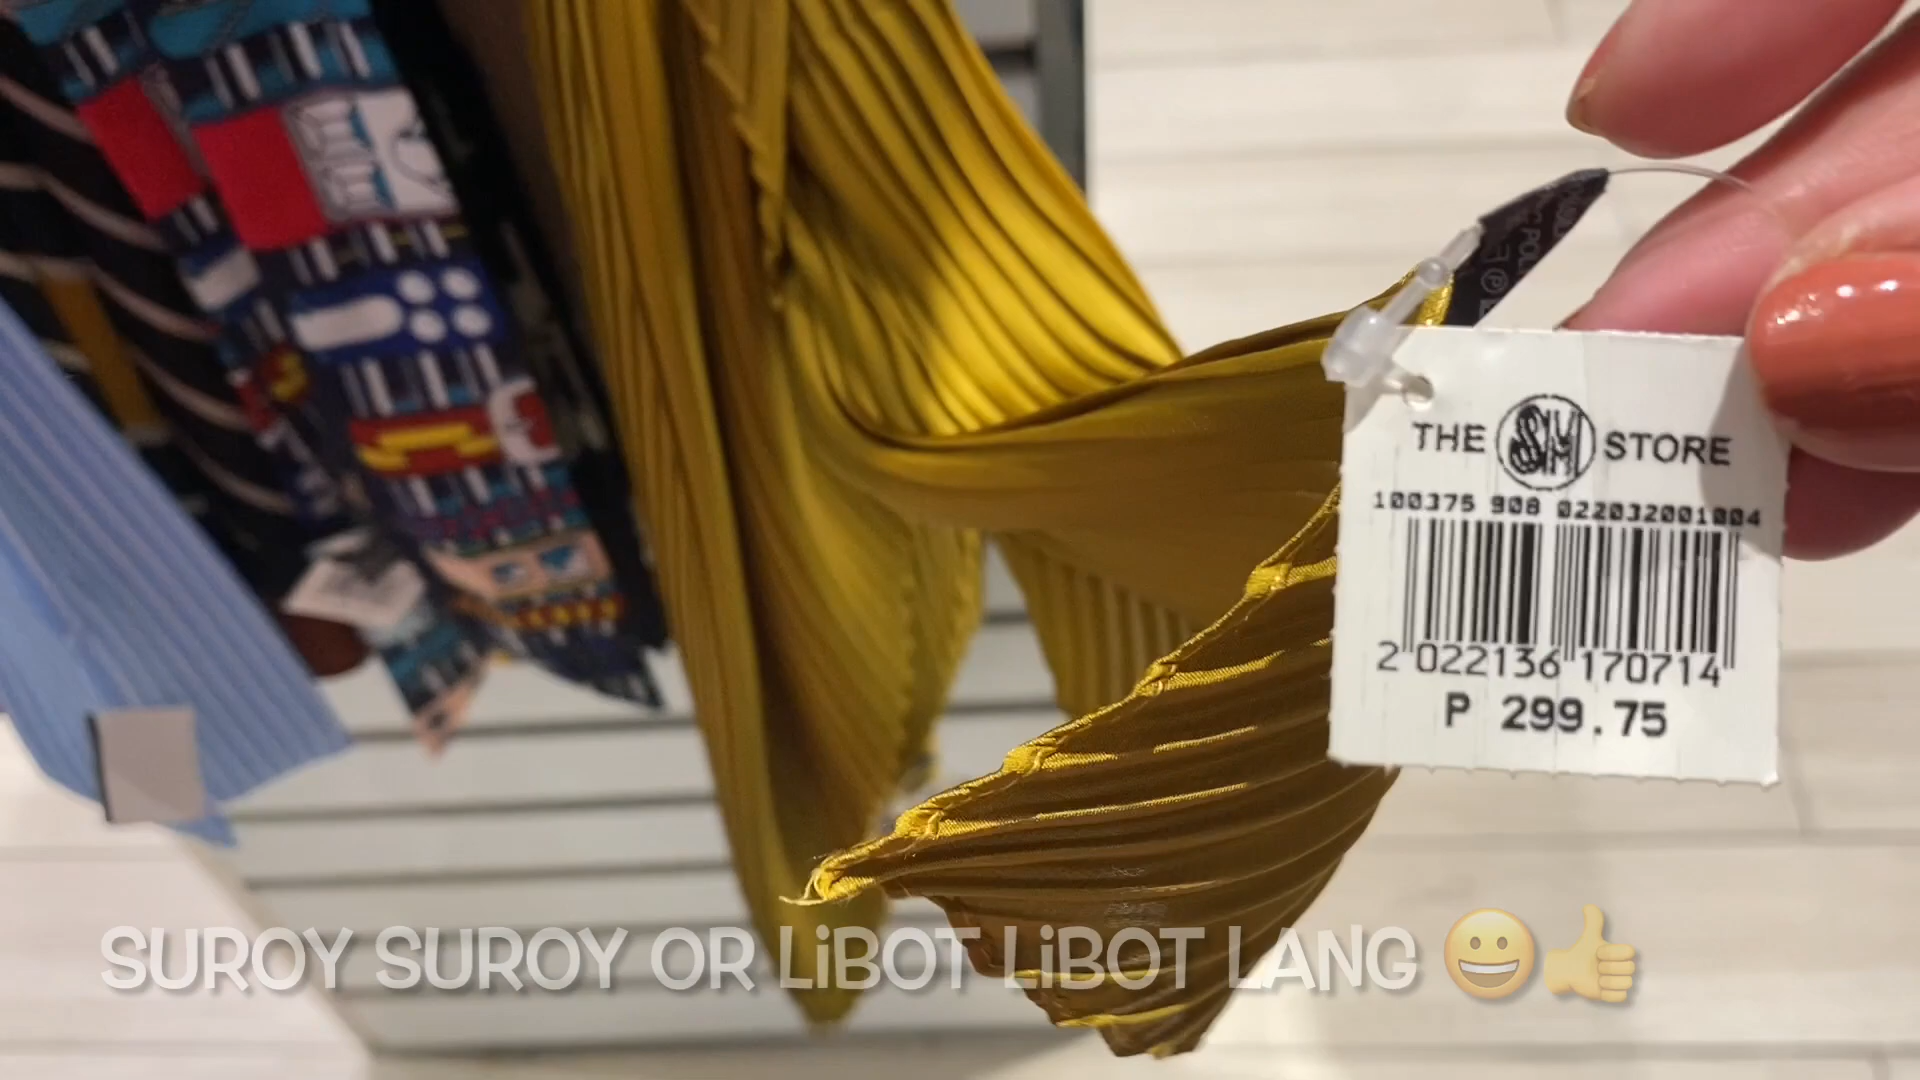 THE SM STORE
100375 908 022032001004
2 022136 170714
P 299.75
SUROY SUROY OR LiBOT LiBOT LANG 😀👍